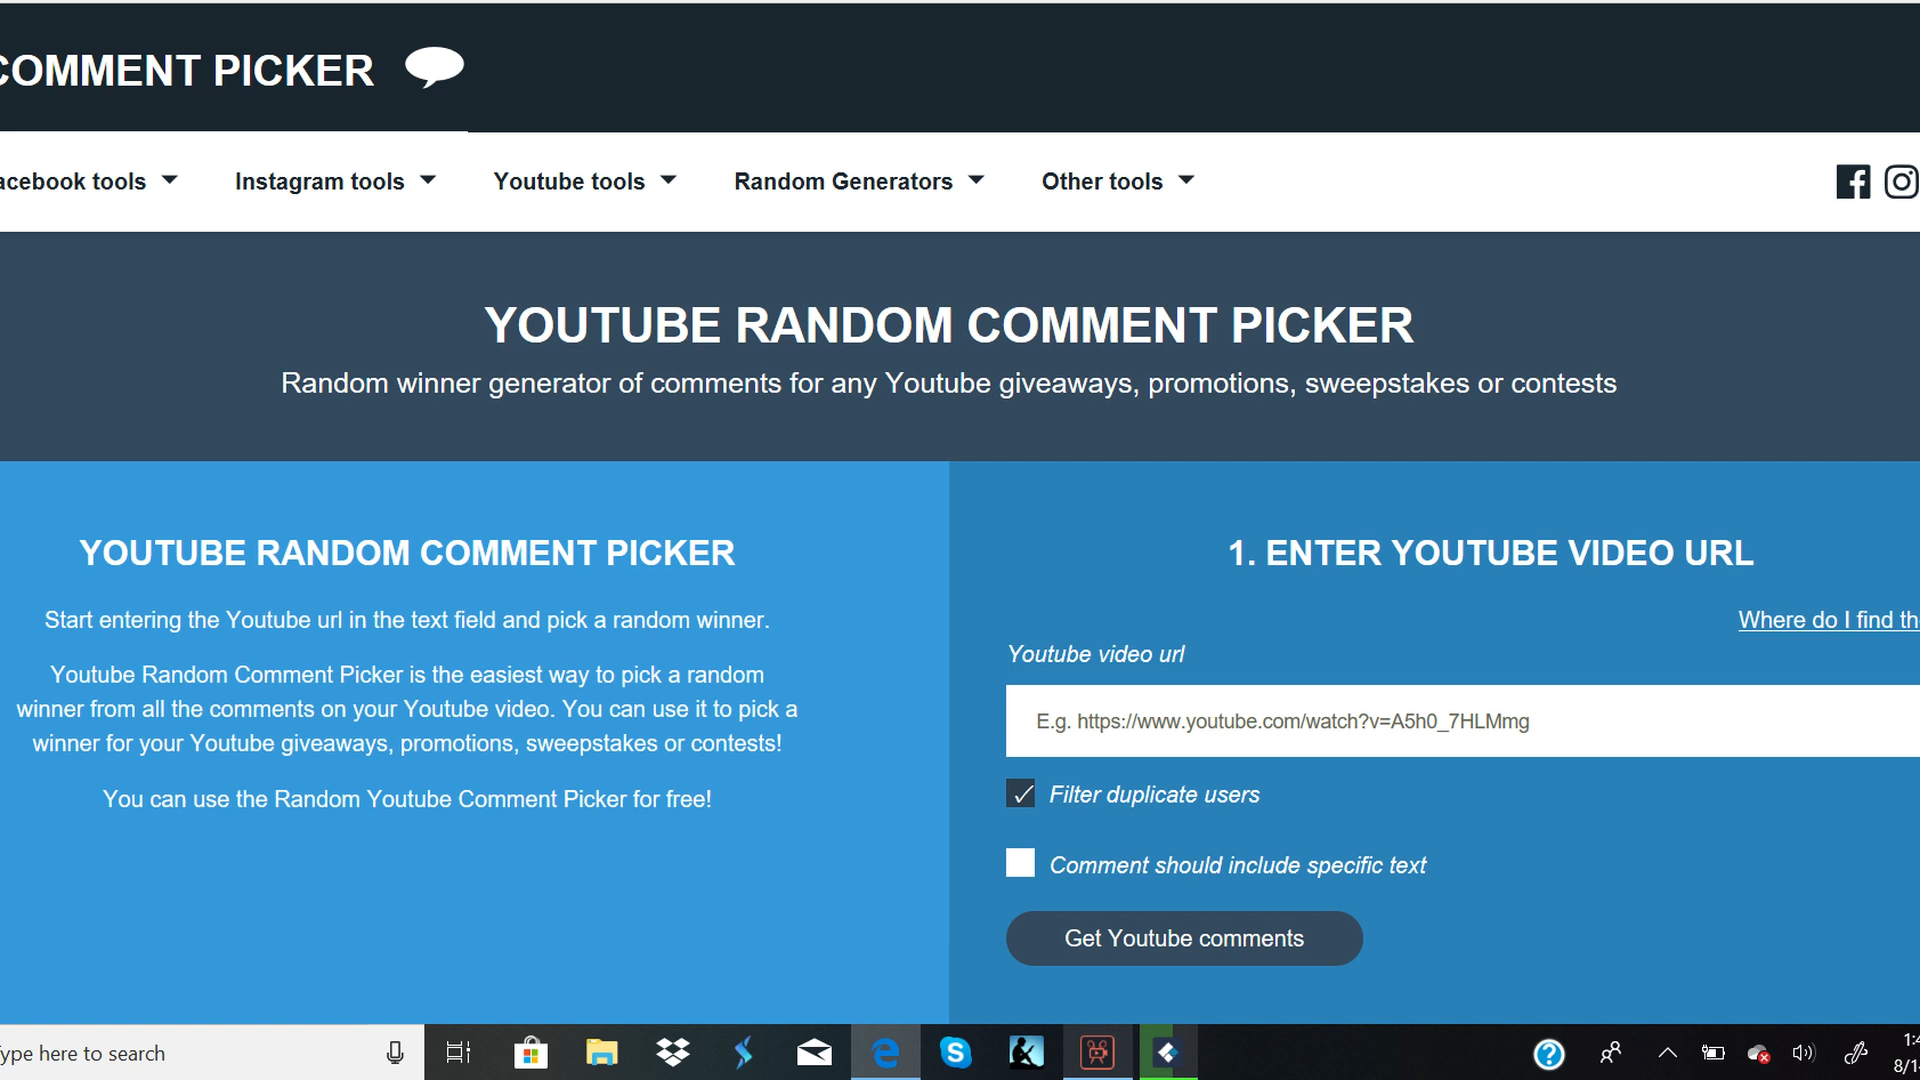 COMMENT PICKER
acebook tools Instagram tools Youtube tools Random Generators Other tools
YOUTUBE RANDOM COMMENT PICKER
Random winner generator of comments for any Youtube giveaways, promotions, sweepstakes or contests
YOUTUBE RANDOM COMMENT PICKER
Start entering the Youtube url in the text field and pick a random winner.
Youtube Random Comment Picker is the easiest way to pick a random
winner from all the comments on your Youtube video. You can use it to pick a
winner for your Youtube giveaways, promotions, sweepstakes or contests!
You can use the Random Youtube Comment Picker for free!
1. ENTER YOUTUBE VIDEO URL
Where do I find th
Youtube video url
E.g. https://www.youtube.com/watch?v=A5h0_7HLMmg
Filter duplicate users
Comment should include specific text
Get Youtube comments
ype here to search
1:4
8/1